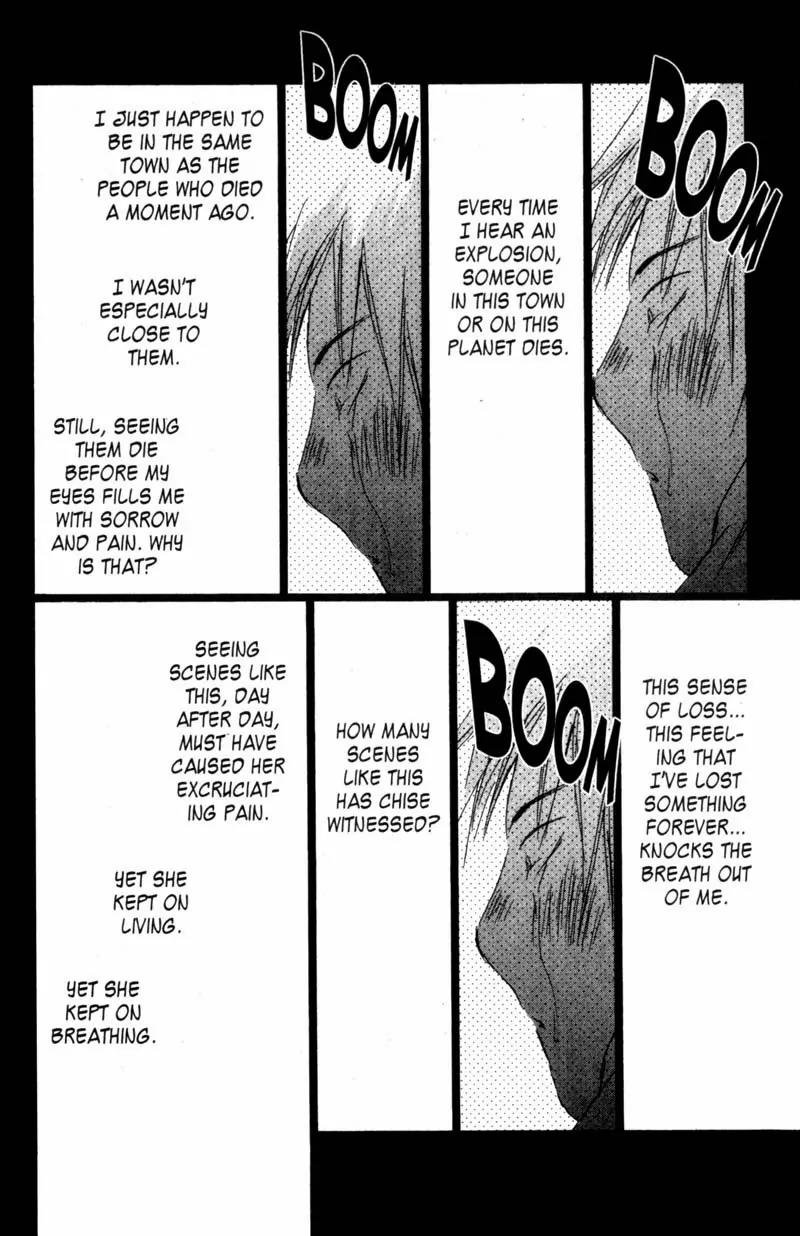 BOOM
EVERY TIME
I HEAR AN
EXPLOSION,
SOMEONE
IN THIS TOWN
OR ON THIS
PLANET DIES.
BOOM
I JUST HAPPEN TO
BE IN THE SAME
TOWN AS THE
PEOPLE WHO DIED
A MOMENT AGO.
I WASN'T
ESPECIALLY
CLOSE TO
THEM.
STILL, SEEING
THEM DIE
BEFORE MY
EYES FILLS ME
WITH SORROW
AND PAIN. WHY
IS THAT?
THIS SENSE
OF LOSS...
THIS FEEL-
ING THAT
I'VE LOST
SOMETHING
FOREVER...
KNOCKS THE
BREATH OUT
OF ME.
BOOM
HOW MANY
SCENES
LIKE THIS
HAS CHISE
WITNESSED?
SEEING
SCENES LIKE
THIS, DAY
AFTER DAY,
MUST HAVE
CAUSED HER
EXCRUCIAT-
ING PAIN.
YET SHE
KEPT ON
LIVING.
YET SHE
KEPT ON
BREATHING.